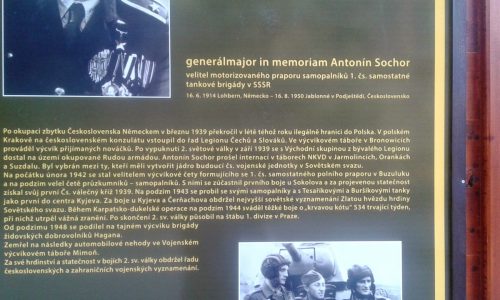 generálmajor in memoriam Antonín Sochor
velitel motorizovaného praporu samopalníků 1. čs. samostatné
tankové brigády v SSSR
16. 6. 1914 Lohbern, Německo – 16. 8. 1950 Jablonné v Podještědí, Československo
Po okupaci zbytku Československa Německem v březnu 1939 překročil v létě téhož roku ilegálně hranici do Polska. V polském
Krakově na československém konzulátu vstoupil do řad Legionu Čechů a Slováků. Ve výcvikovém táboře v Bronowicích
prováděl výcvik přijímaných nováčků. Po vypuknutí 2. světové války v září 1939 se s Východní skupinou z bývalého Legionu
dostal na území okupované Rudou armádou. Antonín Sochor prošel internací v táborech NKVD v Jarmolincích, Orankách
a Suzdalu. Byl vybrán mezi ty, kteří měli vytvořit jádro budoucí čs. vojenské jednotky v Sovětském svazu.
Na počátku února 1942 se stal velitelem výcvikové čety formujícího se 1. čs. samostatného polního praporu v Buzuluku
a na podzim velel četě průzkumníků – samopalníků. S nimi se zúčastnil prvního boje u Sokolova a za projevenou statečnost
získal svůj první Čs. válečný kříž 1939. Na podzim 1943 se probil se svými samopalníky a s Tesaříkovými a Buršíkovými tanky
jako první do centra Kyjeva. Za boje u Kyjeva a Čerňachova obdržel nejvyšší sovětské vyznamenání Zlatou hvězdu hrdiny
Sovětského svazu. Během Karpatsko-dukelské operace na podzim 1944 sváděl těžké boje o „krvavou kótu" 534 trvající týden,
při nichž utrpěl vážná zranění. Po skončení 2. sv. války působil na štábu 1. divize v Praze.
Od podzimu 1948 se podílel na tajném výcviku brigády
židovských dobrovolníků Hagana.
Zemřel na následky automobilové nehody ve Vojenském
výcvikovém táboře Mimoň.
Za své hrdinství a statečnost v bojích 2. sv. války obdržel řadu
československých a zahraničních vojenských vyznamenání.